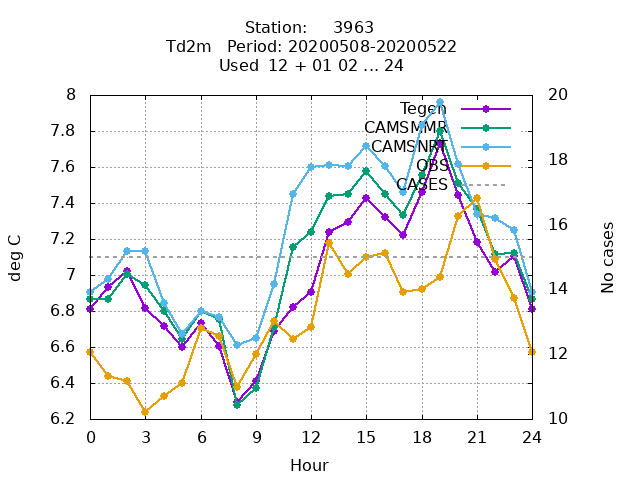 Station:     3963
Td2m   Period: 20200508-20200522
Used  12 + 01 02 ... 24
Tegen
CAMSMMR
CAMSNRT
OBS
CASES
8
7.8
7.6
7.4
7.2
7
6.8
6.6
6.4
6.2
20
18
16
14
12
10
deg C
No cases
0 3 6 9 12 15 18 21 24
Hour